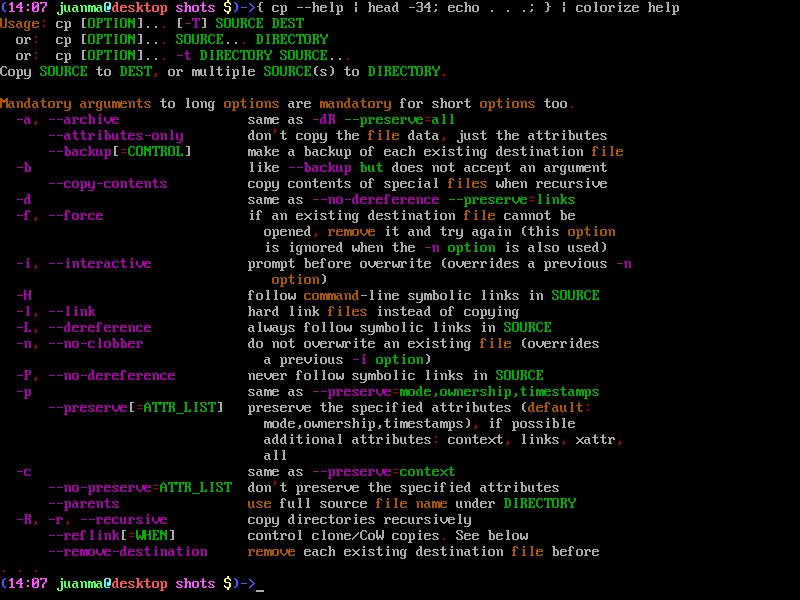 (14:07 juanma@desktop shots $)->{ cp --help | head -34; echo . . .; } | colorize help
Usage: cp [OPTION]... [-T] SOURCE DEST
  or:  cp [OPTION]... SOURCE... DIRECTORY
  or:  cp [OPTION]... -t DIRECTORY SOURCE...
Copy SOURCE to DEST, or multiple SOURCE(s) to DIRECTORY.

Mandatory arguments to long options are mandatory for short options too.
  -a, --archive                same as -dR --preserve=all
      --attributes-only        don't copy the file data, just the attributes
      --backup[=CONTROL]       make a backup of each existing destination file
  -b                           like --backup but does not accept an argument
      --copy-contents          copy contents of special files when recursive
  -d                           same as --no-dereference --preserve=links
  -f, --force                  if an existing destination file cannot be
                                 opened, remove it and try again (this option
                                 is ignored when the -n option is also used)
  -i, --interactive            prompt before overwrite (overrides a previous -n
                                  option)
  -H                           follow command-line symbolic links in SOURCE
  -l, --link                   hard link files instead of copying
  -L, --dereference            always follow symbolic links in SOURCE
  -n, --no-clobber             do not overwrite an existing file (overrides
                                 a previous -i option)
  -P, --no-dereference         never follow symbolic links in SOURCE
  -p                           same as --preserve=mode,ownership,timestamps
      --preserve[=ATTR_LIST]   preserve the specified attributes (default:
                                 mode,ownership,timestamps), if possible
                                 additional attributes: context, links, xattr,
                                 all
  -c                           same as --preserve=context
      --no-preserve=ATTR_LIST  don't preserve the specified attributes
      --parents                use full source file name under DIRECTORY
  -R, -r, --recursive          copy directories recursively
      --reflink[=WHEN]         control clone/CoW copies. See below
      --remove-destination     remove each existing destination file before
. . .
(14:07 juanma@desktop shots $)->_